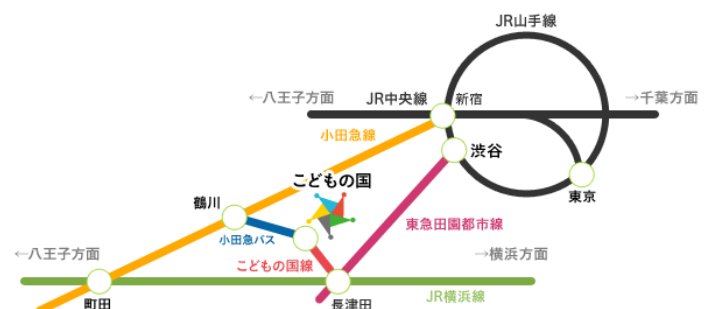 JR山手線
←八王子方面
JR中央線
新宿
→千葉方面
小田急線
渋谷
こどもの国
東京
鶴川
小田急バス
東急田園都市線
←八王子方面
こどもの国線
→横浜方面
町田
長津田
JR横浜線